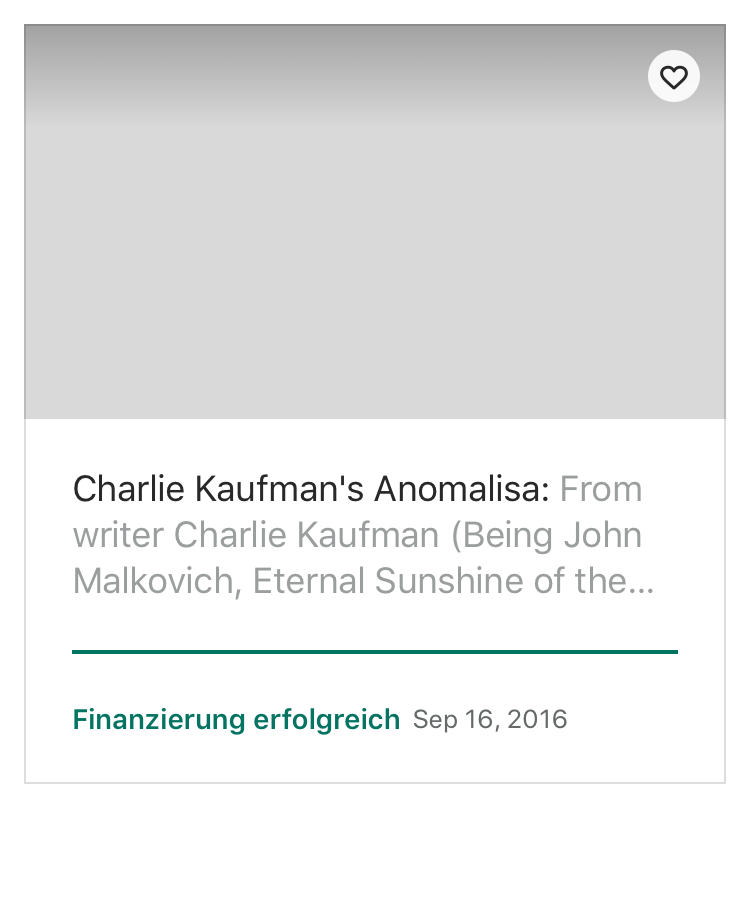 Charlie Kaufman's Anomalisa: From
writer Charlie Kaufman (Being John
Malkovich, Eternal Sunshine of the...
Finanzierung erfolgreich Sep 16, 2016